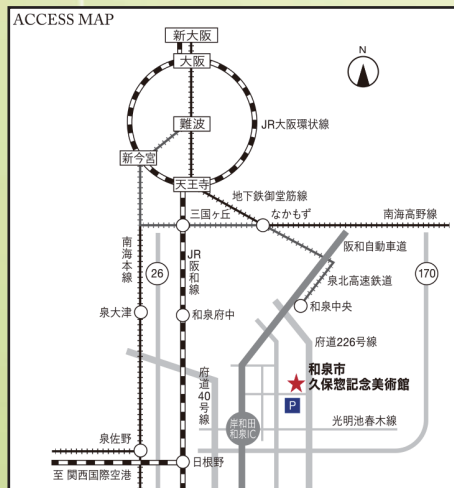 ACCESS MAP
新大阪
大阪
N
難波
JR大阪環状線
新今宮
天王寺
地下鉄御堂筋線
三国ヶ丘
なかもず
南海高野線
南海本線
JR阪和線
阪和自動車道
26
泉北高速鉄道
170
和泉中央
泉大津
和泉府中
府道226号線
和泉市
久保惣記念美術館
府道40号線
P
岸和田
和泉IC
光明池春木線
泉佐野
日根野
至 関西国際空港